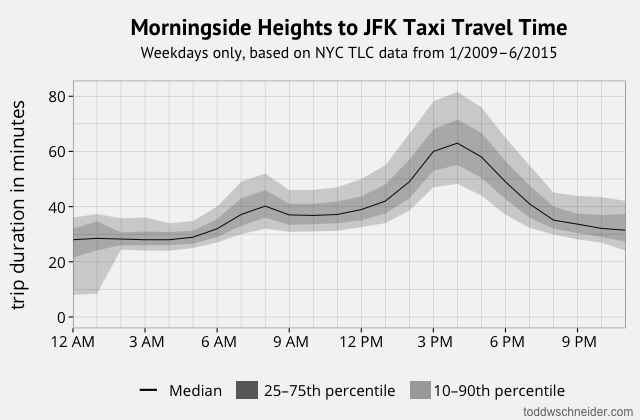 Morningside Heights to JFK Taxi Travel Time
Weekdays only, based on NYC TLC data from 1/2009–6/2015
trip duration in minutes
80
60
40
20
0
12 AM 3 AM 6 AM 9 AM 12 PM 3 PM 6 PM 9 PM
Median 25–75th percentile 10–90th percentile
toddwschneider.com